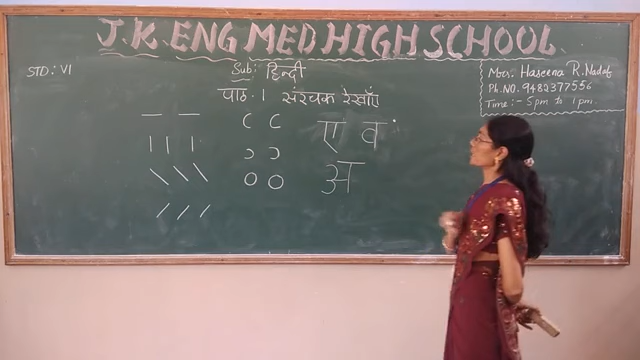 J.K. ENG MED HIGH SCHOOL.
STD: VI
Sub: हिन्दी
Mrs. Haseena R. Nadaf
Ph.NO. 9482377556
Time:- 5pm to 1pm.
पाठ. 1 संरचक रेखाएँ
ए व
अ